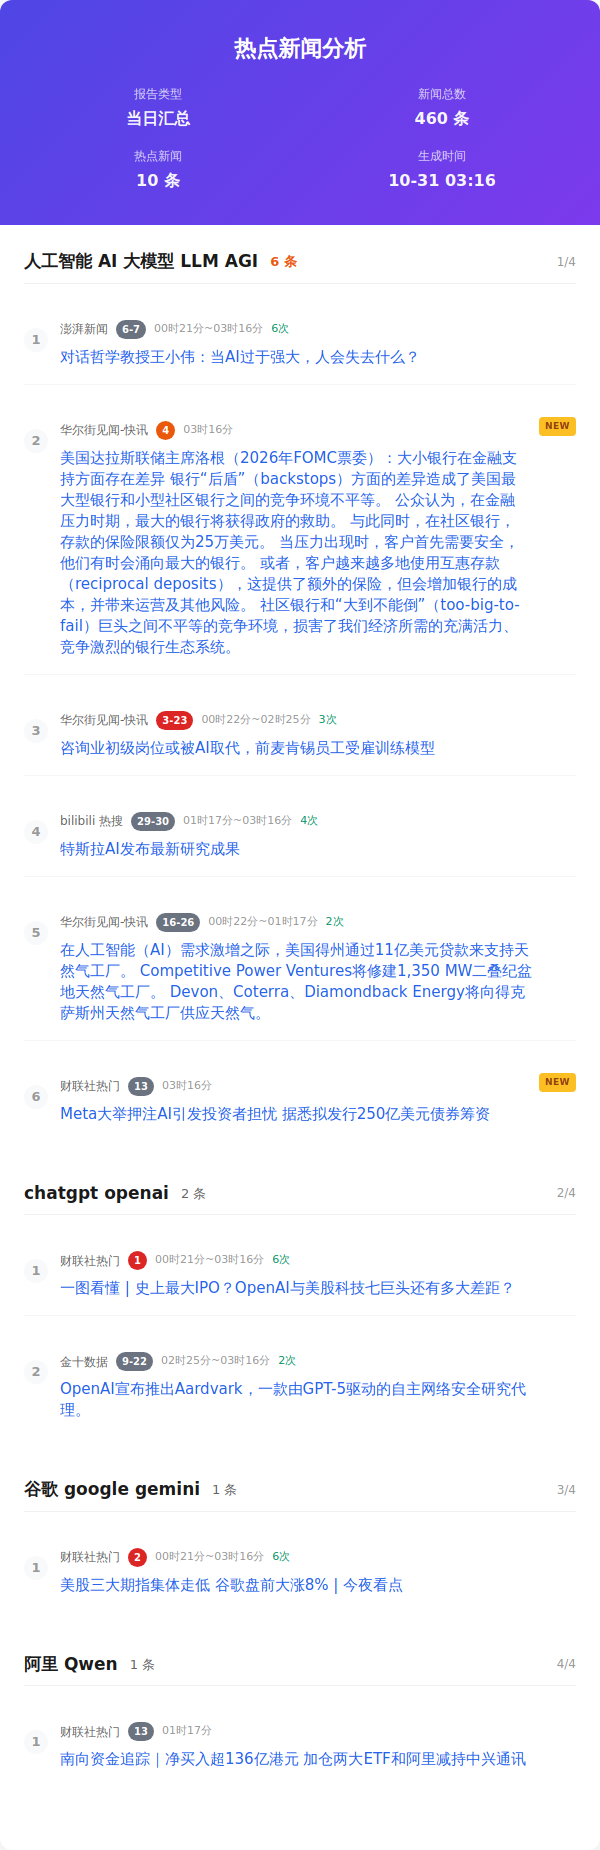 热点新闻分析
报告类型
新闻总数
当日汇总
460 条
热点新闻
生成时间
10 条
10-31 03:16
人工智能 AI 大模型 LLM AGI 6 条 1/4
1 澎湃新闻 6-7 00时21分~03时16分 6次
对话哲学教授王小伟：当AI过于强大，人会失去什么？
2 华尔街见闻-快讯 4 03时16分 NEW
美国达拉斯联储主席洛根（2026年FOMC票委）：大小银行在金融支
持方面存在差异 银行“后盾”（backstops）方面的差异造成了美国最
大型银行和小型社区银行之间的竞争环境不平等。 公众认为，在金融
压力时期，最大的银行将获得政府的救助。 与此同时，在社区银行，
存款的保险限额仅为25万美元。 当压力出现时，客户首先需要安全，
他们有时会涌向最大的银行。 或者，客户越来越多地使用互惠存款
（reciprocal deposits），这提供了额外的保险，但会增加银行的成
本，并带来运营及其他风险。 社区银行和“大到不能倒”（too-big-to-
fail）巨头之间不平等的竞争环境，损害了我们经济所需的充满活力、
竞争激烈的银行生态系统。
3 华尔街见闻-快讯 3-23 00时22分~02时25分 3次
咨询业初级岗位或被AI取代，前麦肯锡员工受雇训练模型
4 bilibili 热搜 29-30 01时17分~03时16分 4次
特斯拉AI发布最新研究成果
5 华尔街见闻-快讯 16-26 00时22分~01时17分 2次
在人工智能（AI）需求激增之际，美国得州通过11亿美元贷款来支持天
然气工厂。 Competitive Power Ventures将修建1,350 MW二叠纪盆
地天然气工厂。 Devon、Coterra、Diamondback Energy将向得克
萨斯州天然气工厂供应天然气。
6 财联社热门 13 03时16分 NEW
Meta大举押注AI引发投资者担忧 据悉拟发行250亿美元债券筹资
chatgpt openai 2 条 2/4
1 财联社热门 1 00时21分~03时16分 6次
一图看懂 | 史上最大IPO？OpenAI与美股科技七巨头还有多大差距？
2 金十数据 9-22 02时25分~03时16分 2次
OpenAI宣布推出Aardvark，一款由GPT-5驱动的自主网络安全研究代
理。
谷歌 google gemini 1 条 3/4
1 财联社热门 2 00时21分~03时16分 6次
美股三大期指集体走低 谷歌盘前大涨8% | 今夜看点
阿里 Qwen 1 条 4/4
1 财联社热门 13 01时17分
南向资金追踪｜净买入超136亿港元 加仓两大ETF和阿里减持中兴通讯